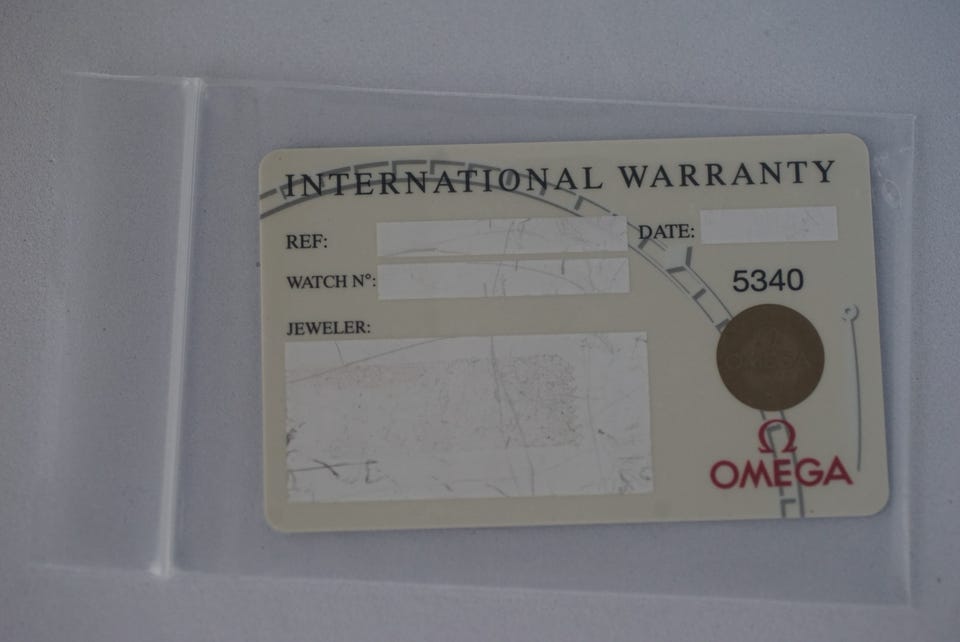 INTERNATIONAL WARRANTY
REF:
DATE:
WATCH N°:
5340
JEWELER:
OMEGA
Ω
OMEGA